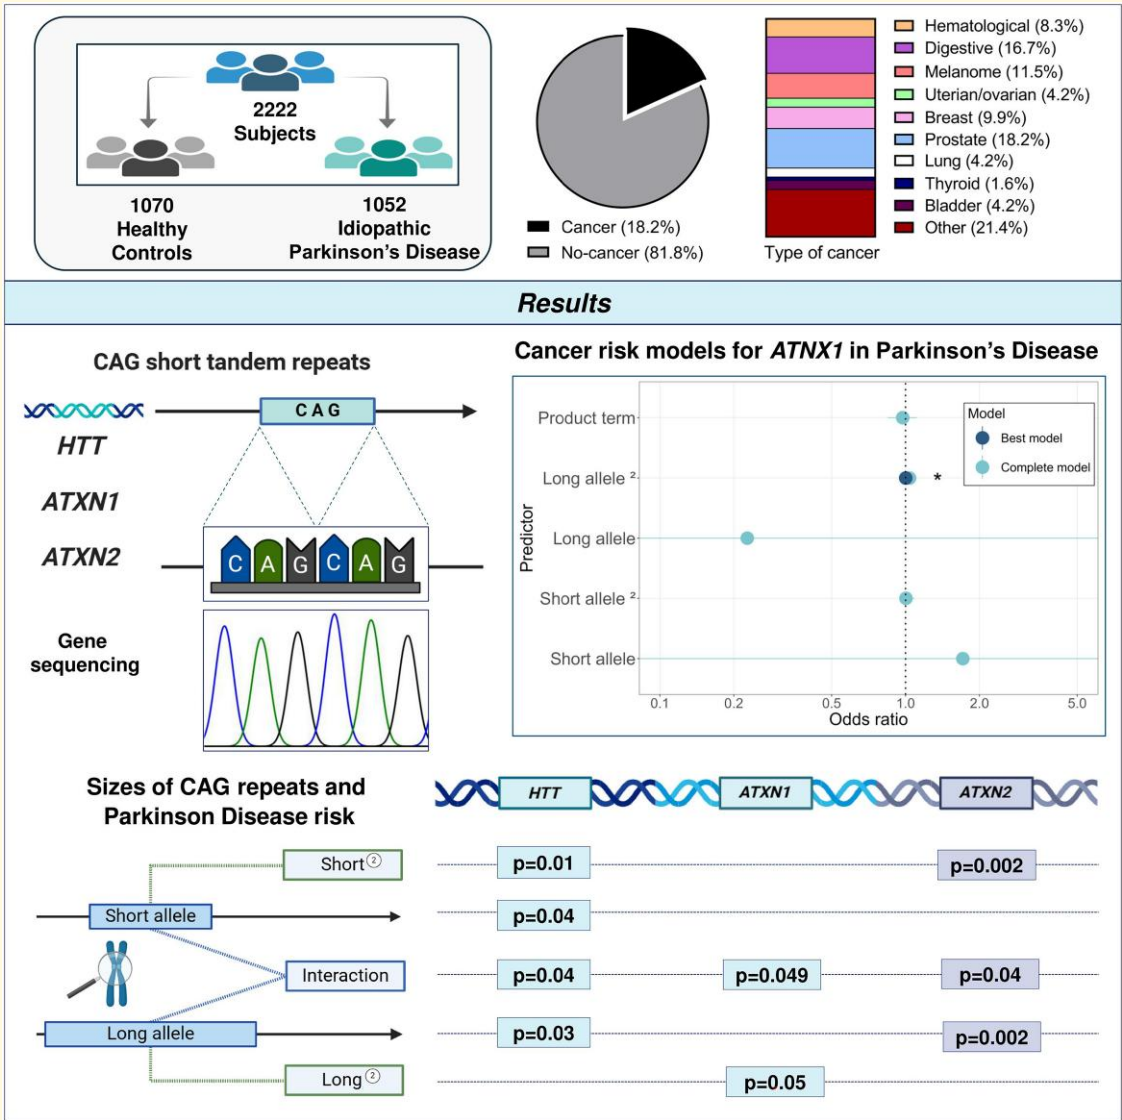 2222
Subjects
1070
Healthy
Controls
1052
Idiopathic
Parkinson's Disease
Cancer (18.2%)
No-cancer (81.8%)
Hematological (8.3%)
Digestive (16.7%)
Melanome (11.5%)
Uterian/ovarian (4.2%)
Breast (9.9%)
Prostate (18.2%)
Lung (4.2%)
Thyroid (1.6%)
Bladder (4.2%)
Other (21.4%)
Type of cancer
Results
CAG short tandem repeats
CAG
HTT
ATXN1
ATXN2
C A G C A G
Gene
sequencing
Cancer risk models for ATNX1 in Parkinson's Disease
Predictor
Product term
Long allele ²
Long allele
Short allele ²
Short allele
*
Model
Best model
Complete model
0.1 0.2 0.5 1.0 2.0 5.0
Odds ratio
Sizes of CAG repeats and
Parkinson Disease risk
HTT ATXN1 ATXN2
Short ② p=0.01 p=0.002
Short allele p=0.04
Interaction p=0.04 p=0.049 p=0.04
Long allele p=0.03 p=0.002
Long ② p=0.05